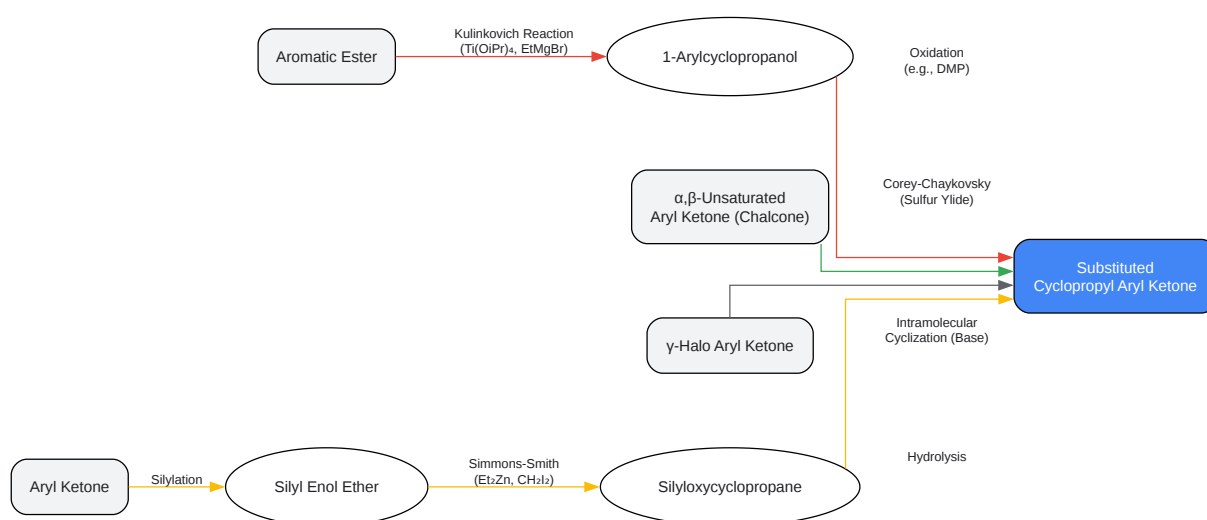 Kulinkovich Reaction
(Ti(OiPr)₄, EtMgBr)
Aromatic Ester
1-Arylcyclopropanol
Oxidation
(e.g., DMP)
α,β-Unsaturated
Aryl Ketone (Chalcone)
Corey-Chaykovsky
(Sulfur Ylide)
Substituted
Cyclopropyl Aryl Ketone
γ-Halo Aryl Ketone
Intramolecular
Cyclization (Base)
Aryl Ketone
Silylation
Silyl Enol Ether
Simmons-Smith
(Et₂Zn, CH₂I₂)
Silyloxycyclopropane
Hydrolysis